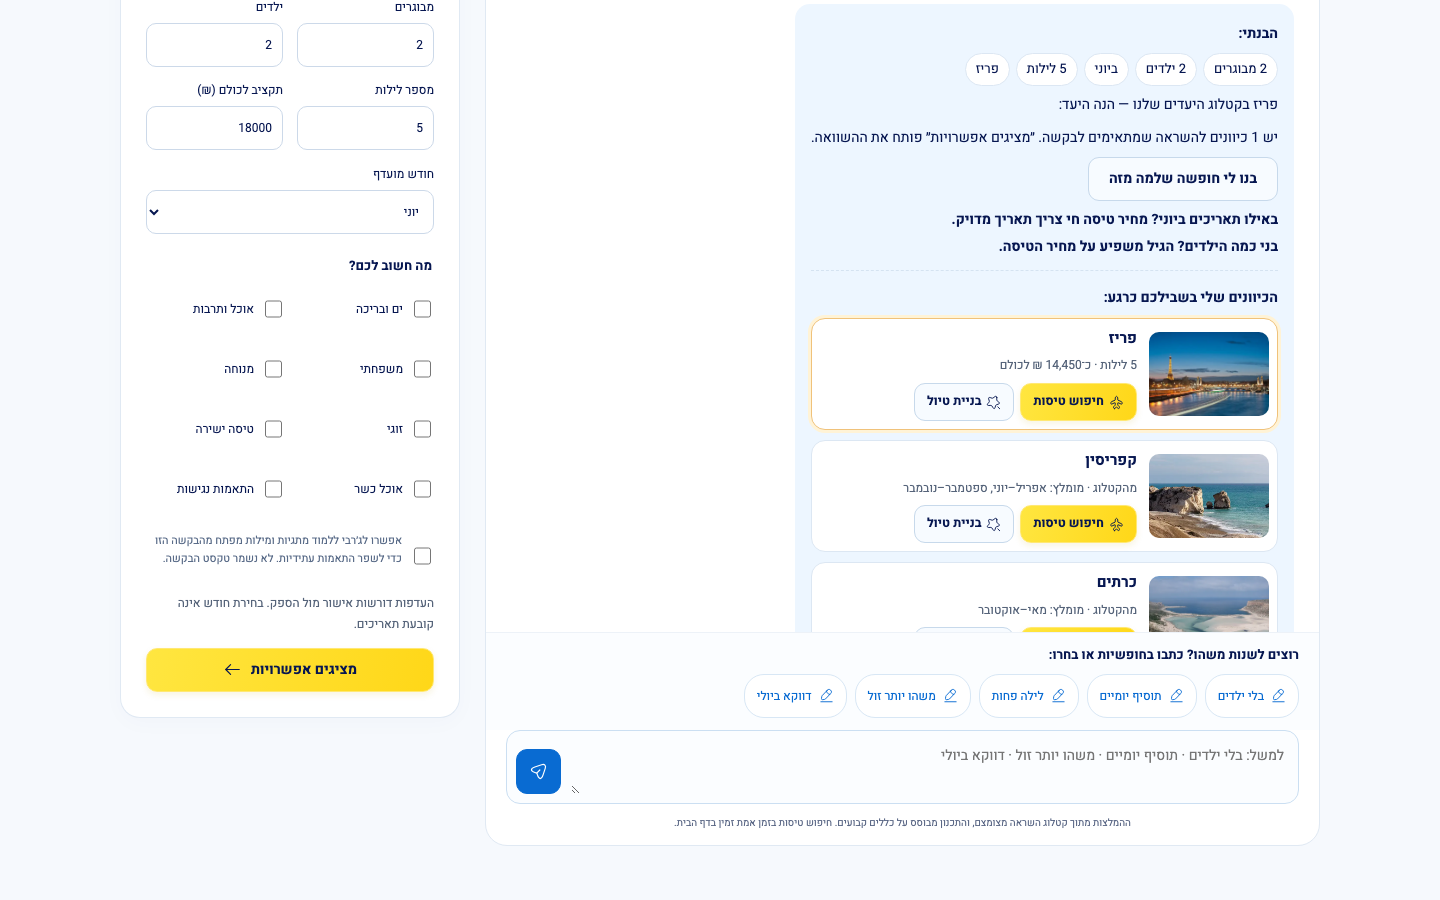 הבנתי:
2 מבוגרים
2 ילדים
ביוני
5 לילות
פריז
פריז בקטלוג היעדים שלנו — הנה היעד:
יש 1 כיוונים להשראה שמתאימים לבקשה. ״מציגים אפשרויות״ פותח את ההשוואה.
בנו לי חופשה שלמה מזה
באילו תאריכים ביוני? מחיר טיסה חי צריך תאריך מדויק.
בני כמה הילדים? הגיל משפיע על מחיר הטיסה.
הכיוונים שלי בשבילכם כרגע:
פריז
5 לילות · כ־14,450 ₪ לכולם
חיפוש טיסות
בניית טיול
קפריסין
מהקטלוג · מומלץ: אפריל–יוני, ספטמבר–נובמבר
חיפוש טיסות
בניית טיול
כרתים
מהקטלוג · מומלץ: מאי–אוקטובר
רוצים לשנות משהו? כתבו בחופשיות או בחרו:
בלי ילדים
תוסיף יומיים
לילה פחות
משהו יותר זול
דווקא ביולי
למשל: בלי ילדים · תוסיף יומיים · משהו יותר זול · דווקא ביולי
ההמלצות מתוך קטלוג השראה מצומצם, והתכנון מבוסס על כללים קבועים. חיפוש טיסות בזמן אמת זמין בדף הבית.
מבוגרים
ילדים
2
2
מספר לילות
תקציב לכולם (₪)
5
18000
חודש מועדף
יוני
מה חשוב לכם?
ים ובריכה
אוכל ותרבות
משפחתי
מנוחה
זוגי
טיסה ישירה
אוכל כשר
התאמות נגישות
אפשרו לג׳רבי ללמוד מתגיות ומילות מפתח מהבקשה הזו
כדי לשפר התאמות עתידיות. לא נשמר טקסט הבקשה.
העדפות דורשות אישור מול הספק. בחירת חודש אינה
קובעת תאריכים.
מציגים אפשרויות